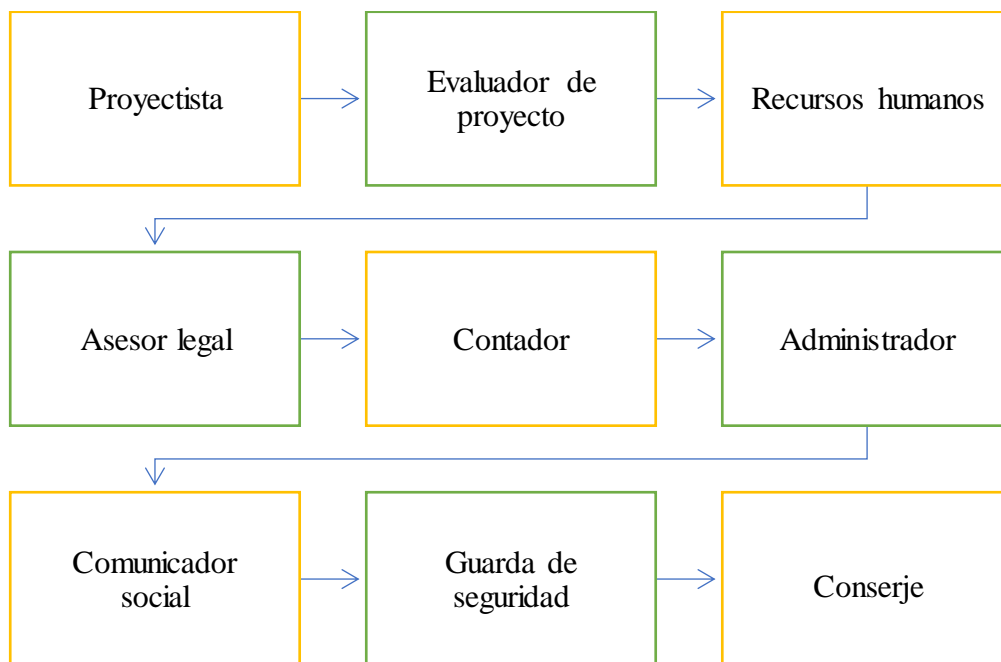 Proyectista
Evaluador de
proyecto
Recursos humanos
Asesor legal
Contador
Administrador
Comunicador
social
Guarda de
seguridad
Conserje